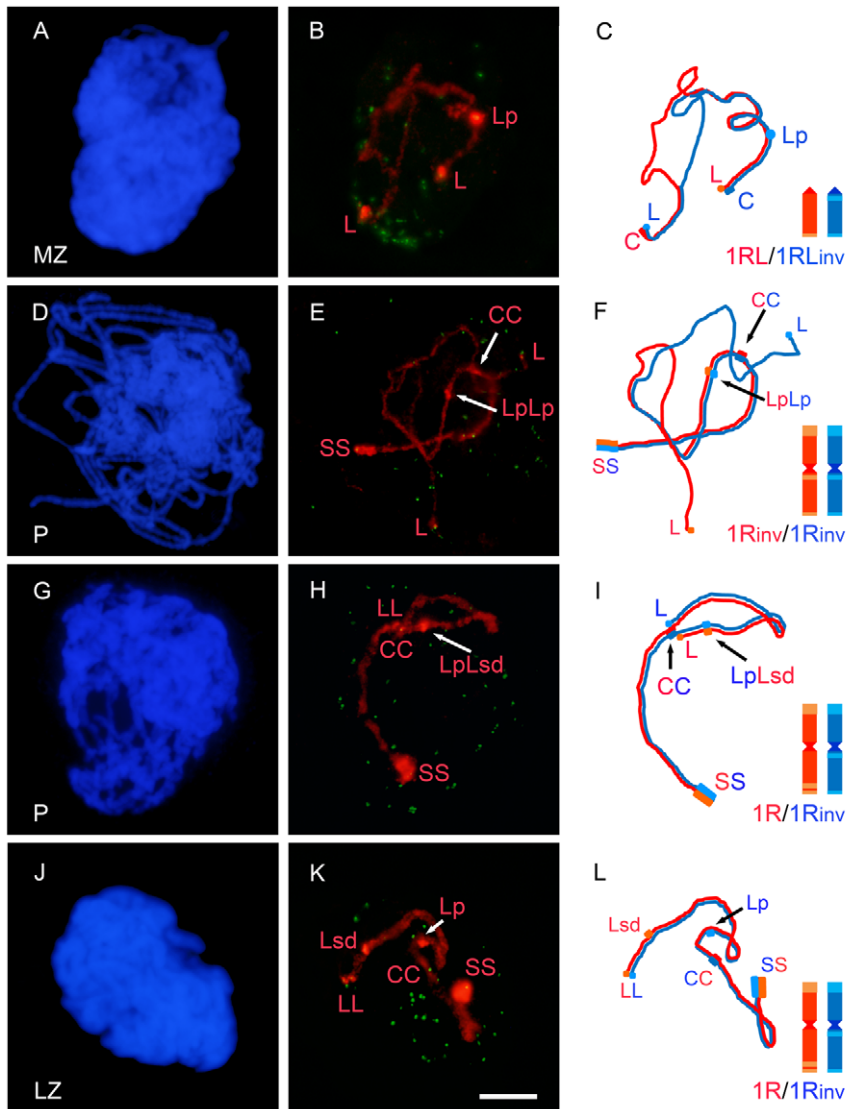 A
MZ
B
Lp
L
L
C
Lp
L
C
L
C
1RL/1RLinv
D
P
E
CC
L
LpLp
SS
L
F
CC
L
LpLp
SS
L
1Rinv/1Rinv
G
P
H
LL
CC
LpLsd
SS
I
L
L
CC
LpLsd
SS
1R/1Rinv
J
LZ
K
Lp
Lsd
SS
CC
LL
L
Lp
Lsd
SS
CC
LL
1R/1Rinv